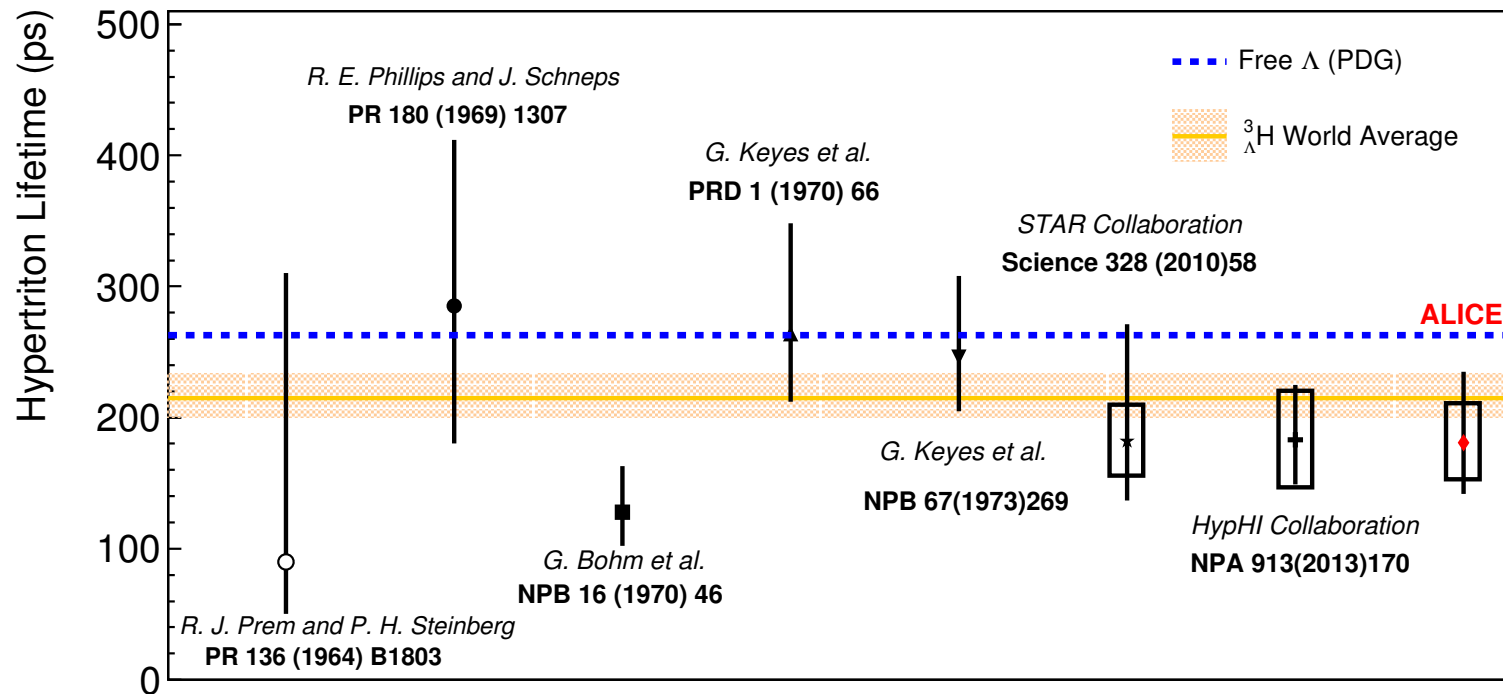 Hypertriton Lifetime (ps)
500
400
300
200
100
0
R. E. Phillips and J. Schneps
PR 180 (1969) 1307
G. Keyes et al.
PRD 1 (1970) 66
Free Λ (PDG)
³ΛH World Average
STAR Collaboration
Science 328 (2010)58
ALICE
G. Keyes et al.
NPB 67(1973)269
HypHI Collaboration
NPA 913(2013)170
G. Bohm et al.
NPB 16 (1970) 46
R. J. Prem and P. H. Steinberg
PR 136 (1964) B1803